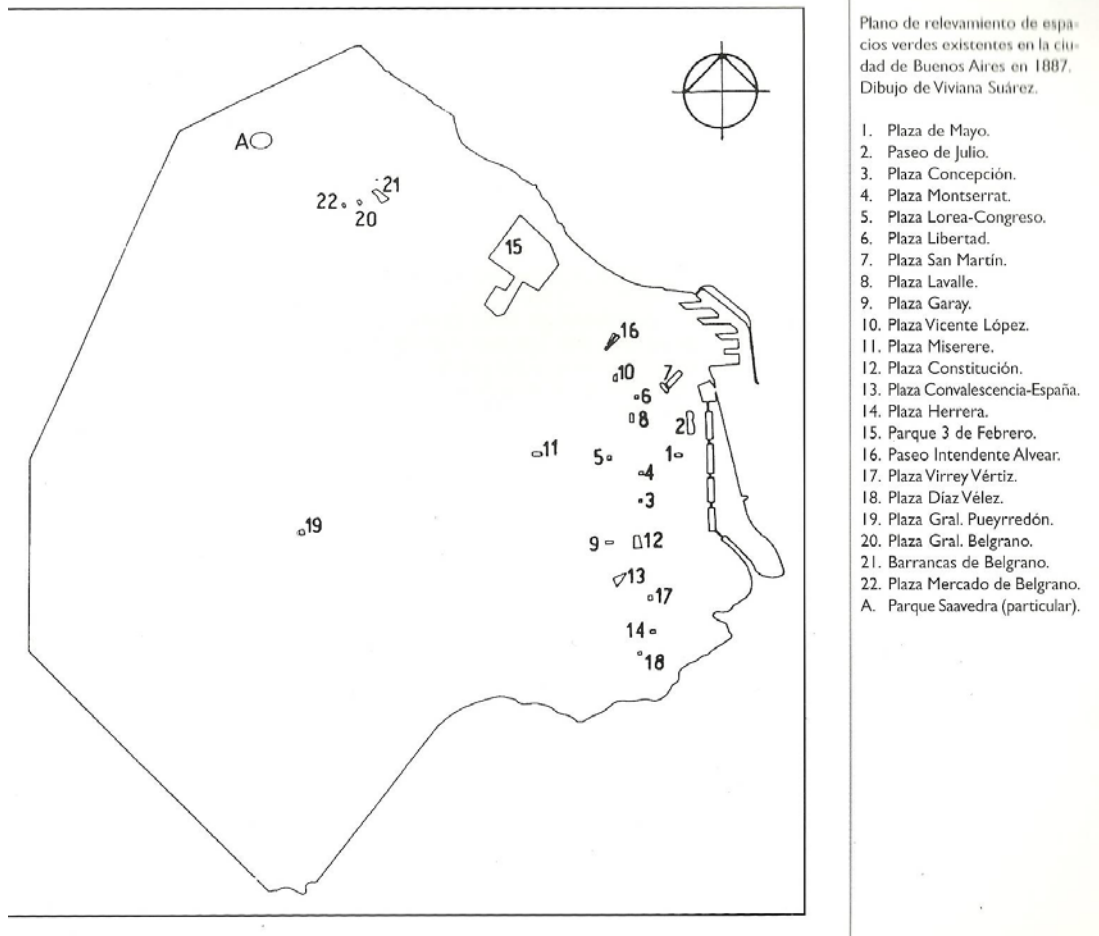 Plano de relevamiento de espa-
cios verdes existentes en la ciu-
dad de Buenos Aires en 1887.
Dibujo de Viviana Suárez.
1. Plaza de Mayo.
2. Paseo de Julio.
3. Plaza Concepción.
4. Plaza Montserrat.
5. Plaza Lorea-Congreso.
6. Plaza Libertad.
7. Plaza San Martín.
8. Plaza Lavalle.
9. Plaza Garay.
10. Plaza Vicente López.
11. Plaza Miserere.
12. Plaza Constitución.
13. Plaza Convalescencia-España.
14. Plaza Herrera.
15. Parque 3 de Febrero.
16. Paseo Intendente Alvear.
17. Plaza Virrey Vértiz.
18. Plaza Díaz Vélez.
19. Plaza Gral. Pueyrredón.
20. Plaza Gral. Belgrano.
21. Barrancas de Belgrano.
22. Plaza Mercado de Belgrano.
A. Parque Saavedra (particular).
A
21
22
20
15
16
10
7
6
8
2
11
5
1
4
3
19
9
12
13
17
14
18